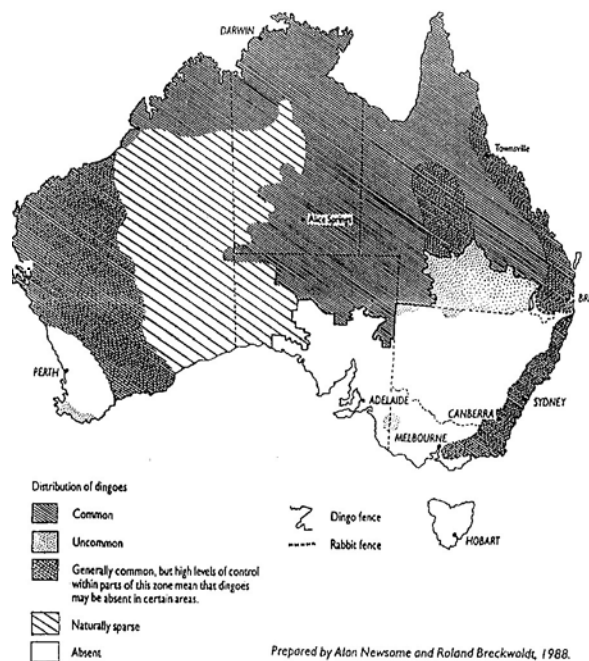 DARWIN
Townsville
Alice Springs
BRI
PERTH
ADELAIDE
CANBERRA
SYDNEY
MELBOURNE
Distribution of dingoes
Common
Uncommon
Generally common, but high levels of control
within parts of this zone mean that dingoes
may be absent in certain areas.
Naturally sparse
Absent
Dingo fence
Rabbit fence
HOBART
Prepared by Alan Newsome and Roland Breckwoldt, 1988.